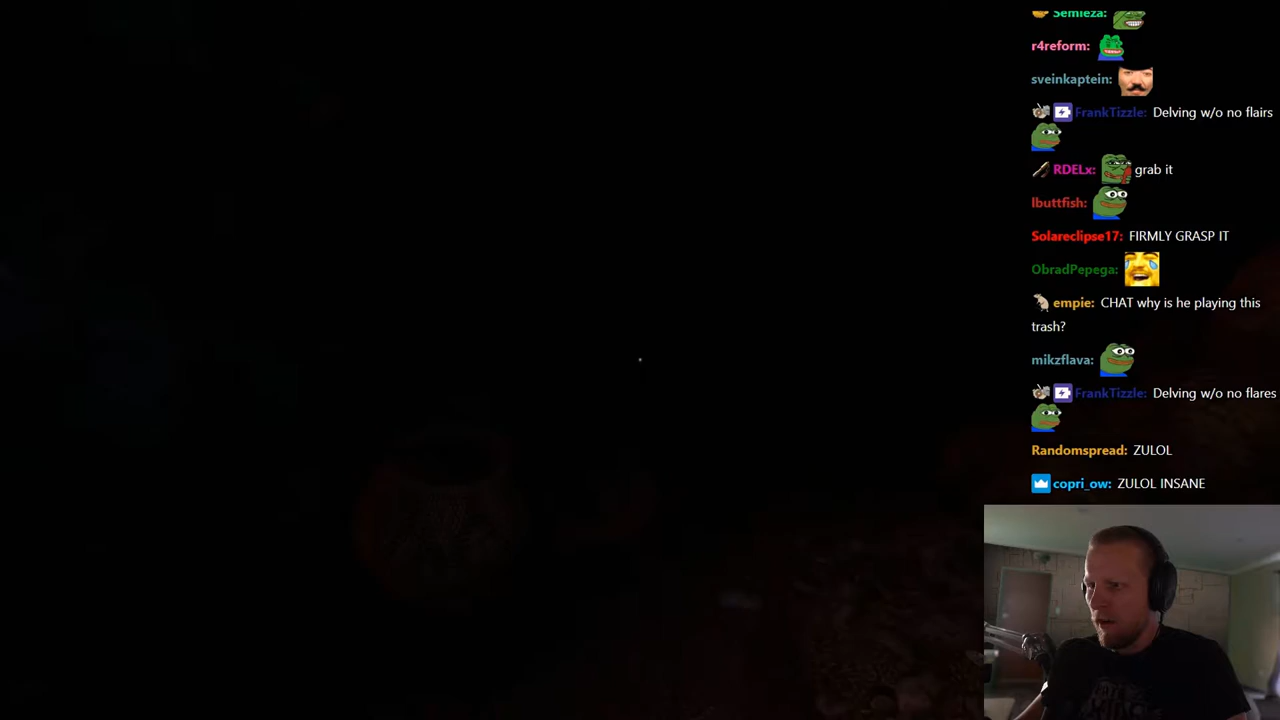 Semieza:
r4reform:
sveinkaptein:
FrankTizzle: Delving w/o no flairs
RDELx: grab it
lbuttfish:
Solareclipse17: FIRMLY GRASP IT
ObradPepega:
empie: CHAT why is he playing this
trash?
mikzflava:
FrankTizzle: Delving w/o no flares
Randomspread: ZULOL
copri_ow: ZULOL INSANE